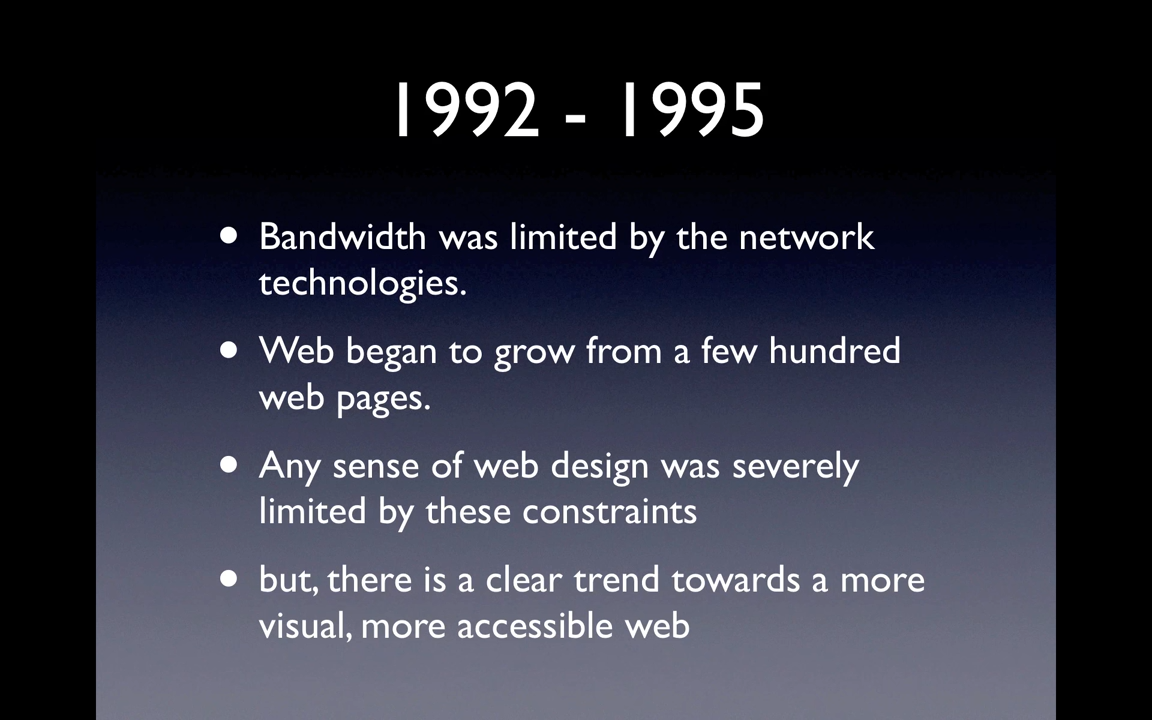 1992 - 1995
• Bandwidth was limited by the network
technologies.
• Web began to grow from a few hundred
web pages.
• Any sense of web design was severely
limited by these constraints
• but, there is a clear trend towards a more
visual, more accessible web